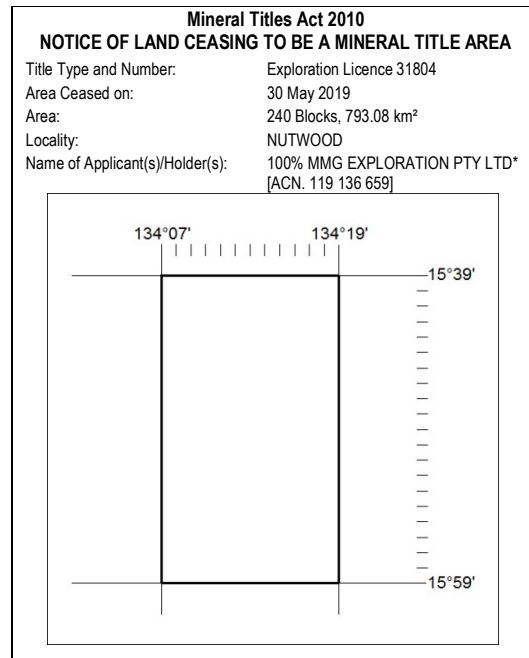 Mineral Titles Act 2010
NOTICE OF LAND CEASING TO BE A MINERAL TITLE AREA
Title Type and Number: Exploration Licence 31804
Area Ceased on: 30 May 2019
Area: 240 Blocks, 793.08 km²
Locality: NUTWOOD
Name of Applicant(s)/Holder(s): 100% MMG EXPLORATION PTY LTD*
[ACN. 119 136 659]
134°07' 134°19'
15°39'
15°59'